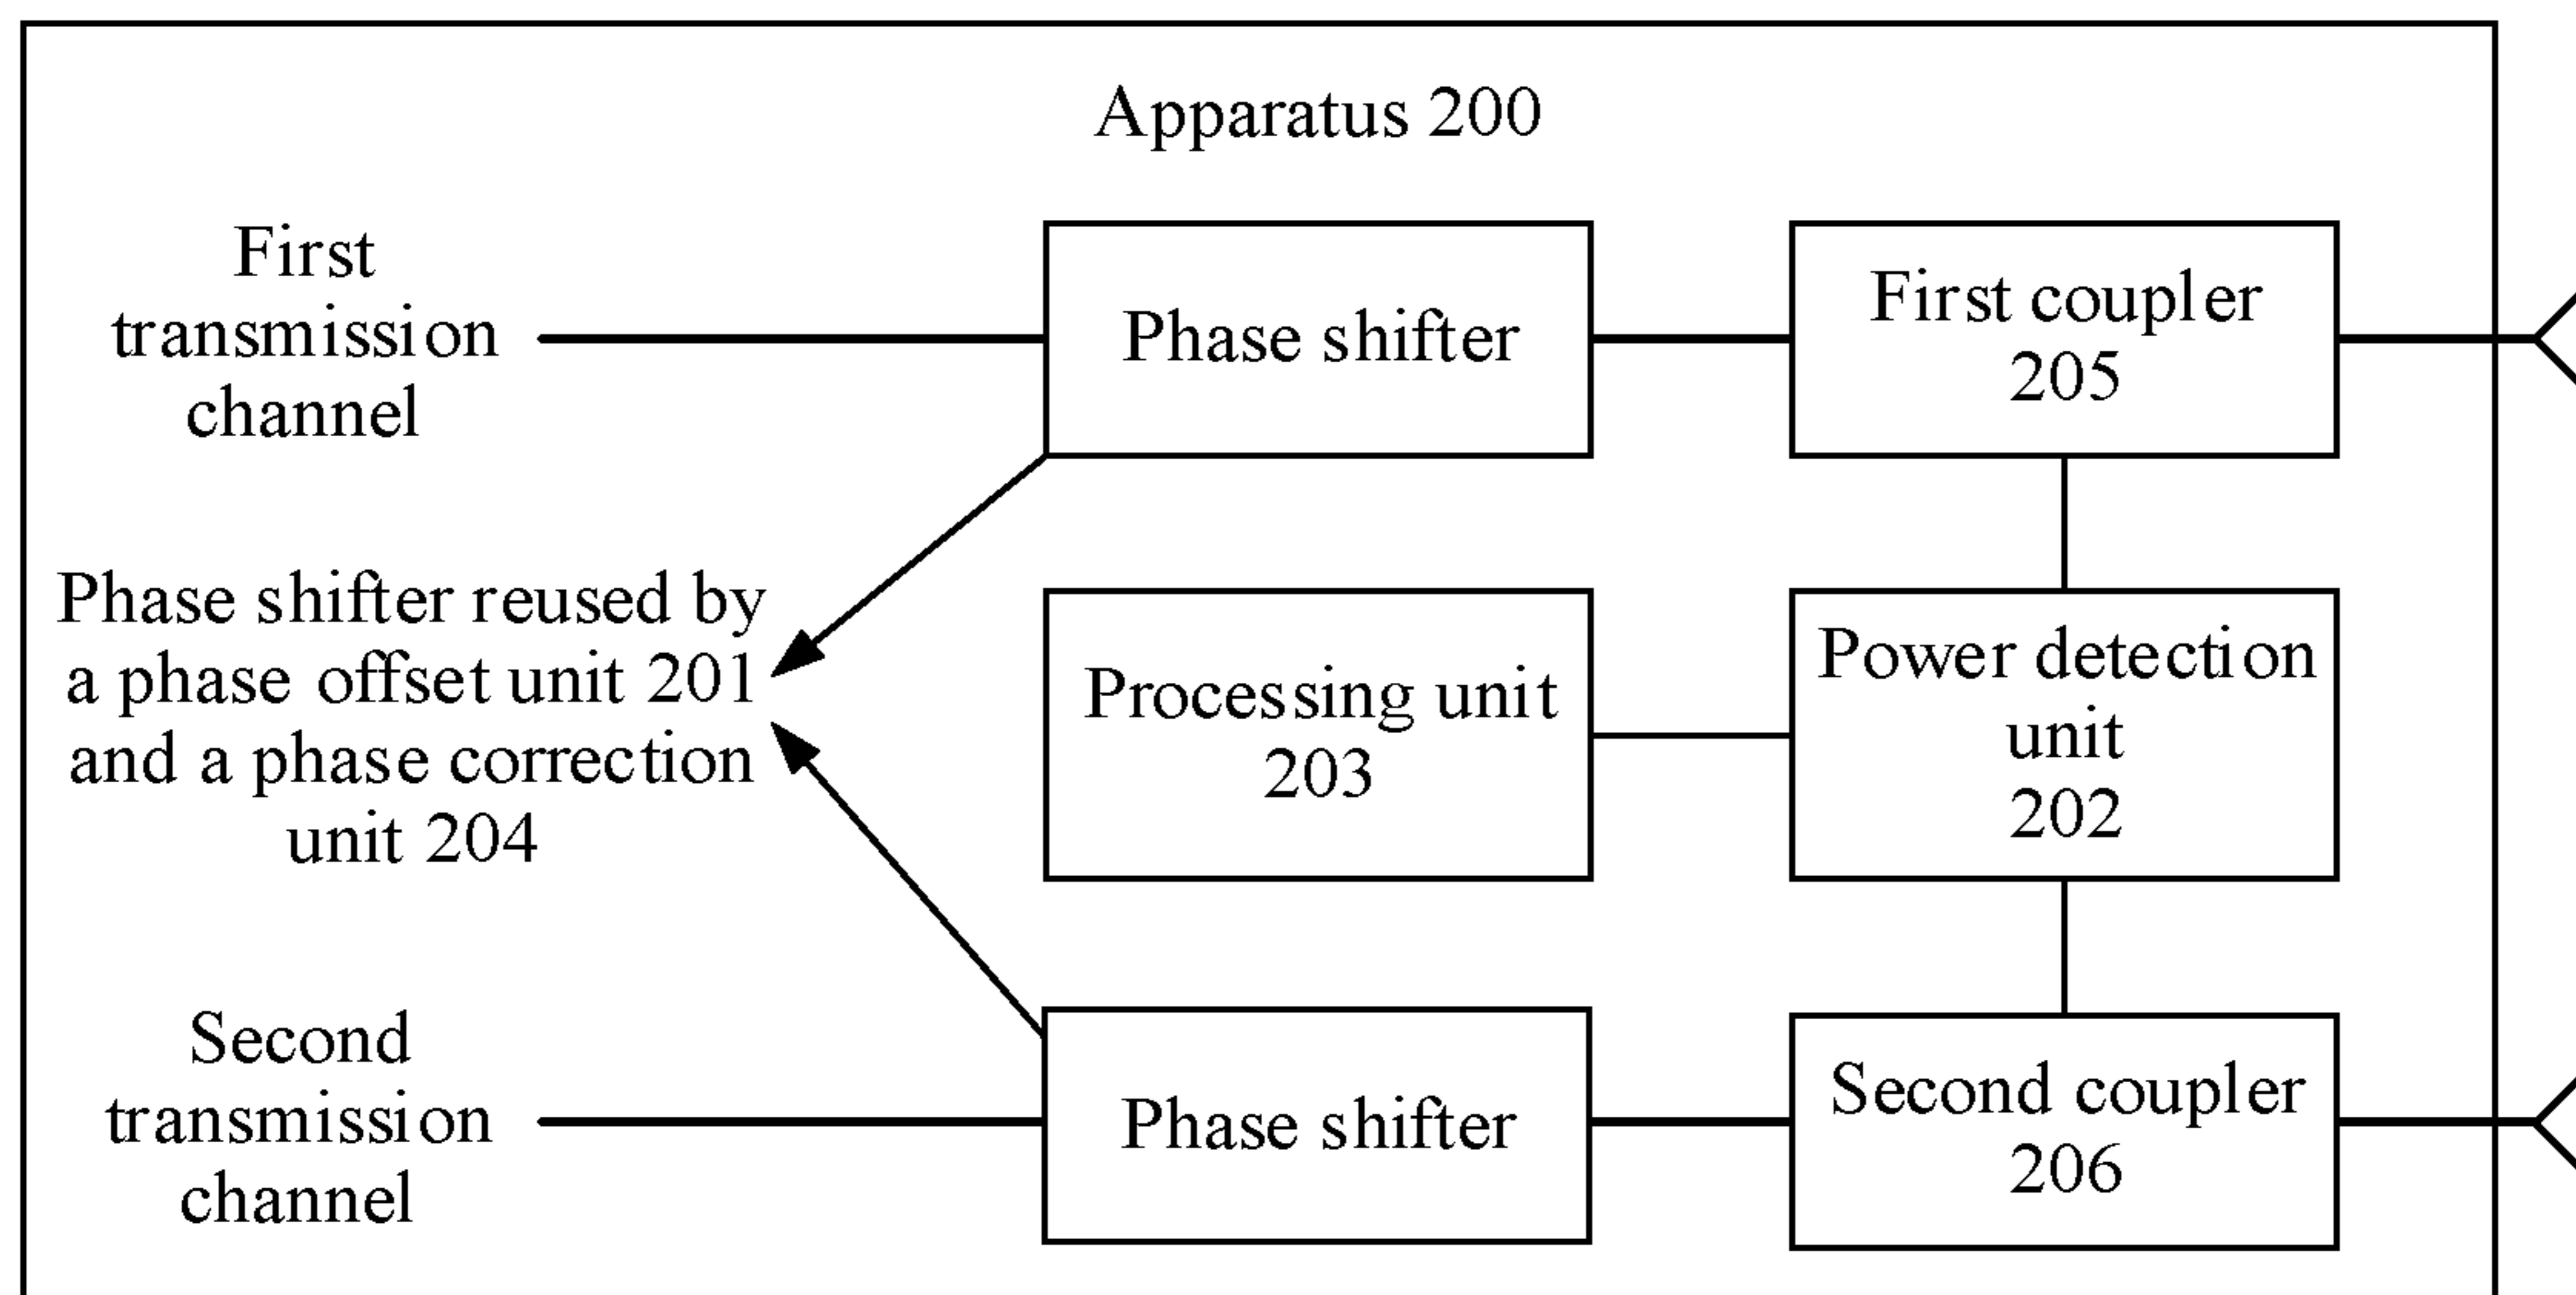 Apparatus 200
First
transmission
channel
Phase shifter
First coupler
205
Phase shifter reused by
a phase offset unit 201
and a phase correction
unit 204
Processing unit
203
Power detection
unit
202
Second
transmission
channel
Phase shifter
Second coupler
206